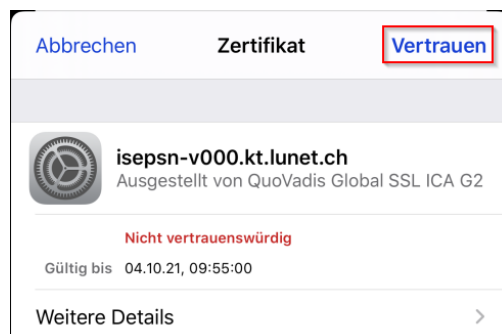 Abbrechen Zertifikat Vertrauen
isepsn-v000.kt.lunet.ch
Ausgestellt von QuoVadis Global SSL ICA G2
Nicht vertrauenswürdig
Gültig bis 04.10.21, 09:55:00
Weitere Details